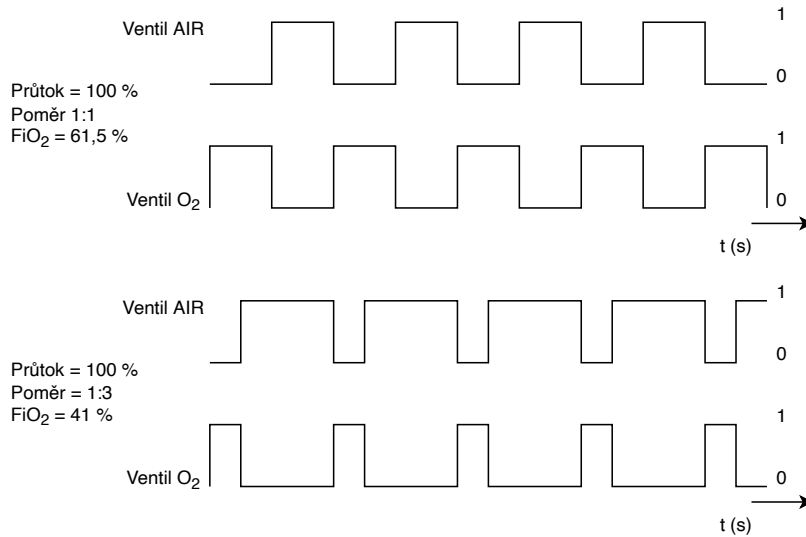 Ventil AIR
1
0
Průtok = 100 %
Poměr 1:1
FiO2 = 61,5 %
1
Ventil O2
0
t (s)
Ventil AIR
1
0
Průtok = 100 %
Poměr = 1:3
FiO2 = 41 %
1
Ventil O2
0
t (s)